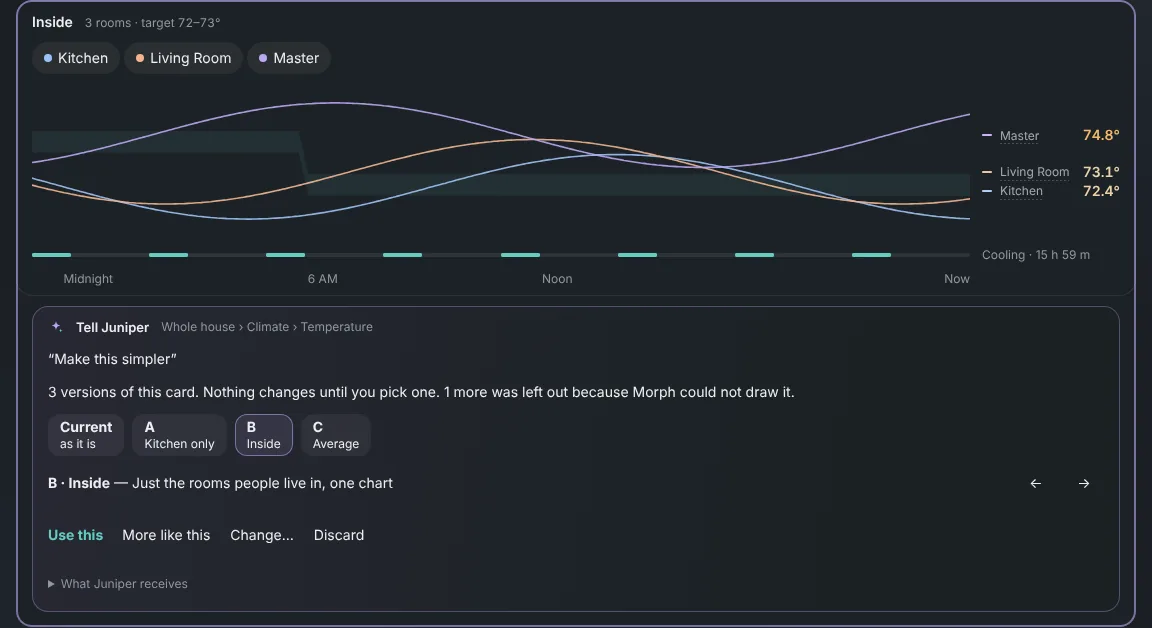 Inside 3 rooms · target 72–73°
Kitchen Living Room Master
Master 74.8°
Living Room 73.1°
Kitchen 72.4°
Cooling · 15 h 59 m
Midnight 6 AM Noon Now
Tell Juniper Whole house › Climate › Temperature
“Make this simpler”
3 versions of this card. Nothing changes until you pick one. 1 more was left out because Morph could not draw it.
Current A B C
as it is Kitchen only Inside Average
B · Inside — Just the rooms people live in, one chart ← →
Use this More like this Change... Discard
▶ What Juniper receives